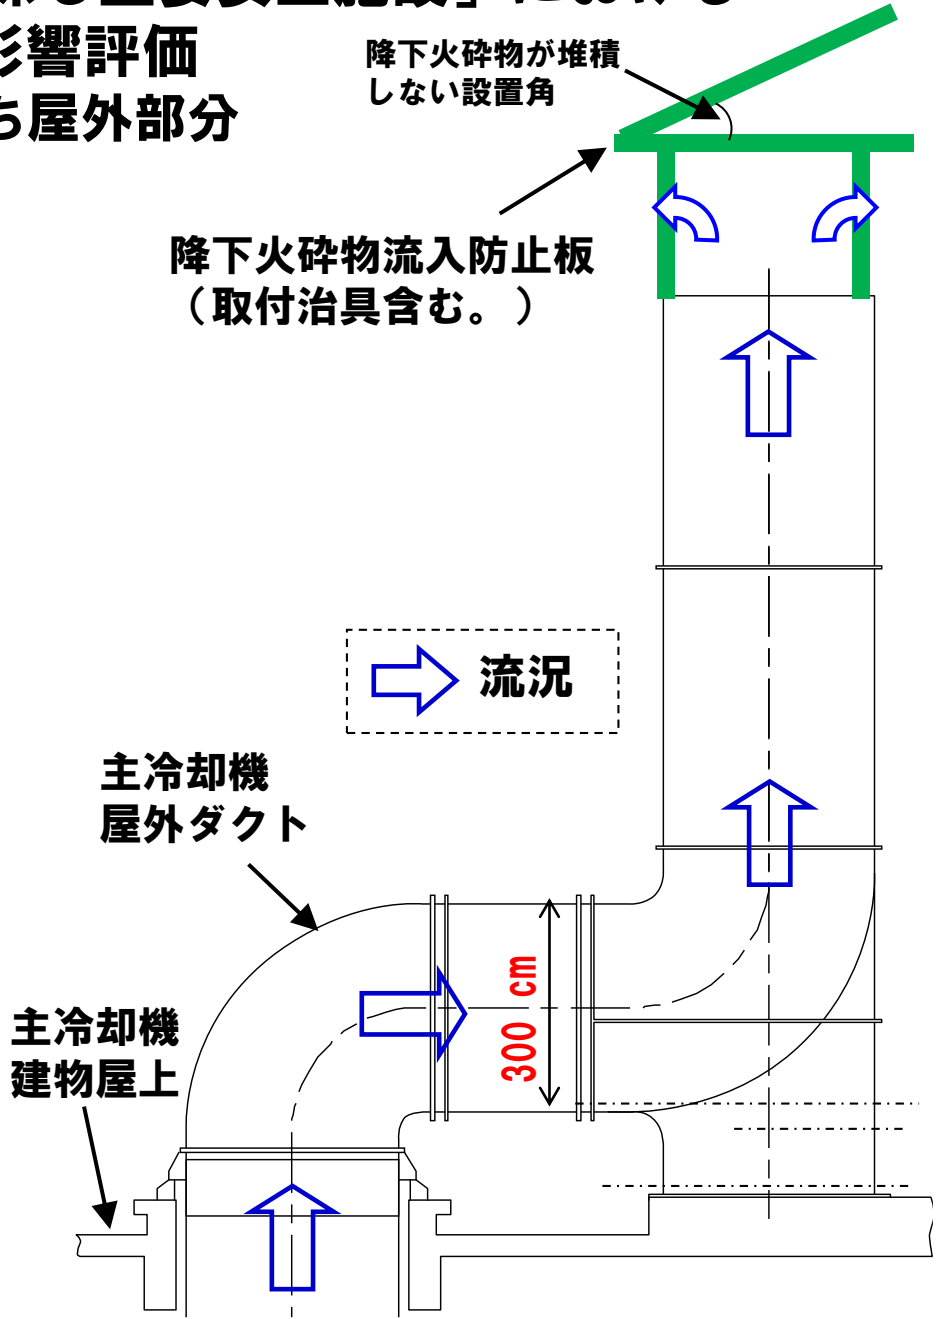 影響評価
ち屋外部分
降下火砕物が堆積
しない設置角
降下火砕物流入防止板
（取付治具含む。）
流況
主冷却機
屋外ダクト
300 cm
主冷却機
建物屋上